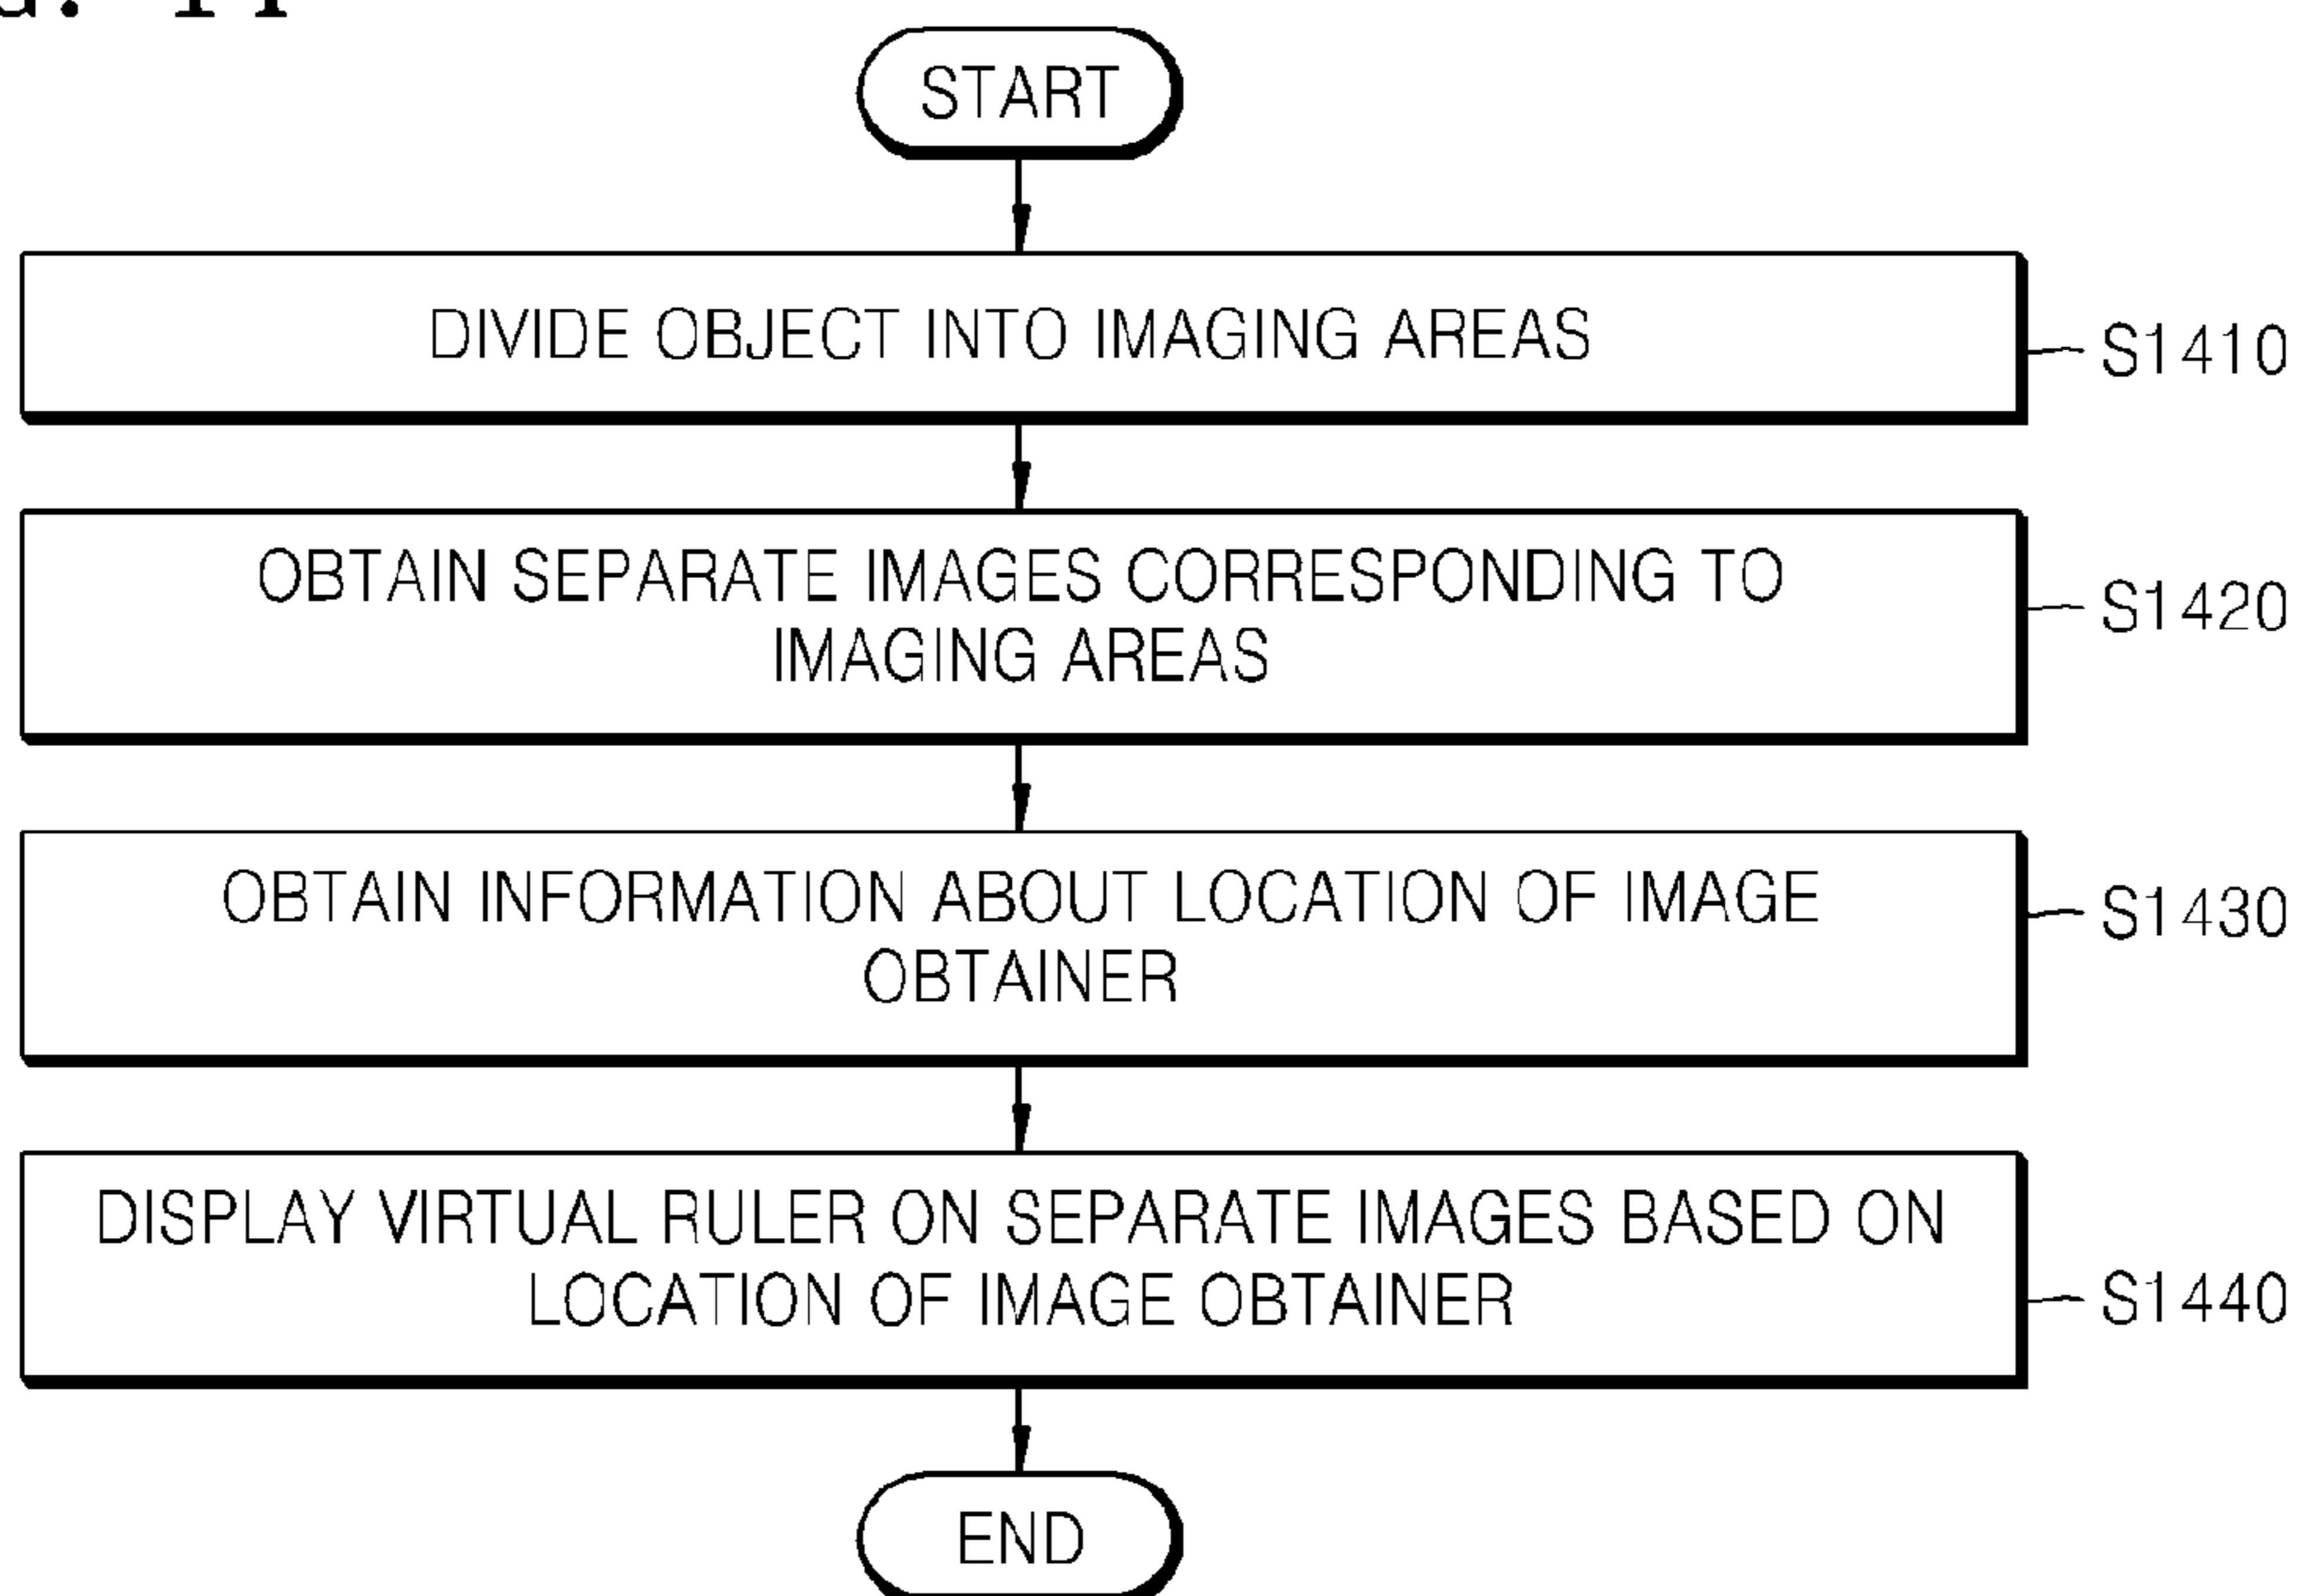 START
DIVIDE OBJECT INTO IMAGING AREAS
S1410
OBTAIN SEPARATE IMAGES CORRESPONDING TO
IMAGING AREAS
S1420
OBTAIN INFORMATION ABOUT LOCATION OF IMAGE
OBTAINER
S1430
DISPLAY VIRTUAL RULER ON SEPARATE IMAGES BASED ON
LOCATION OF IMAGE OBTAINER
S1440
END